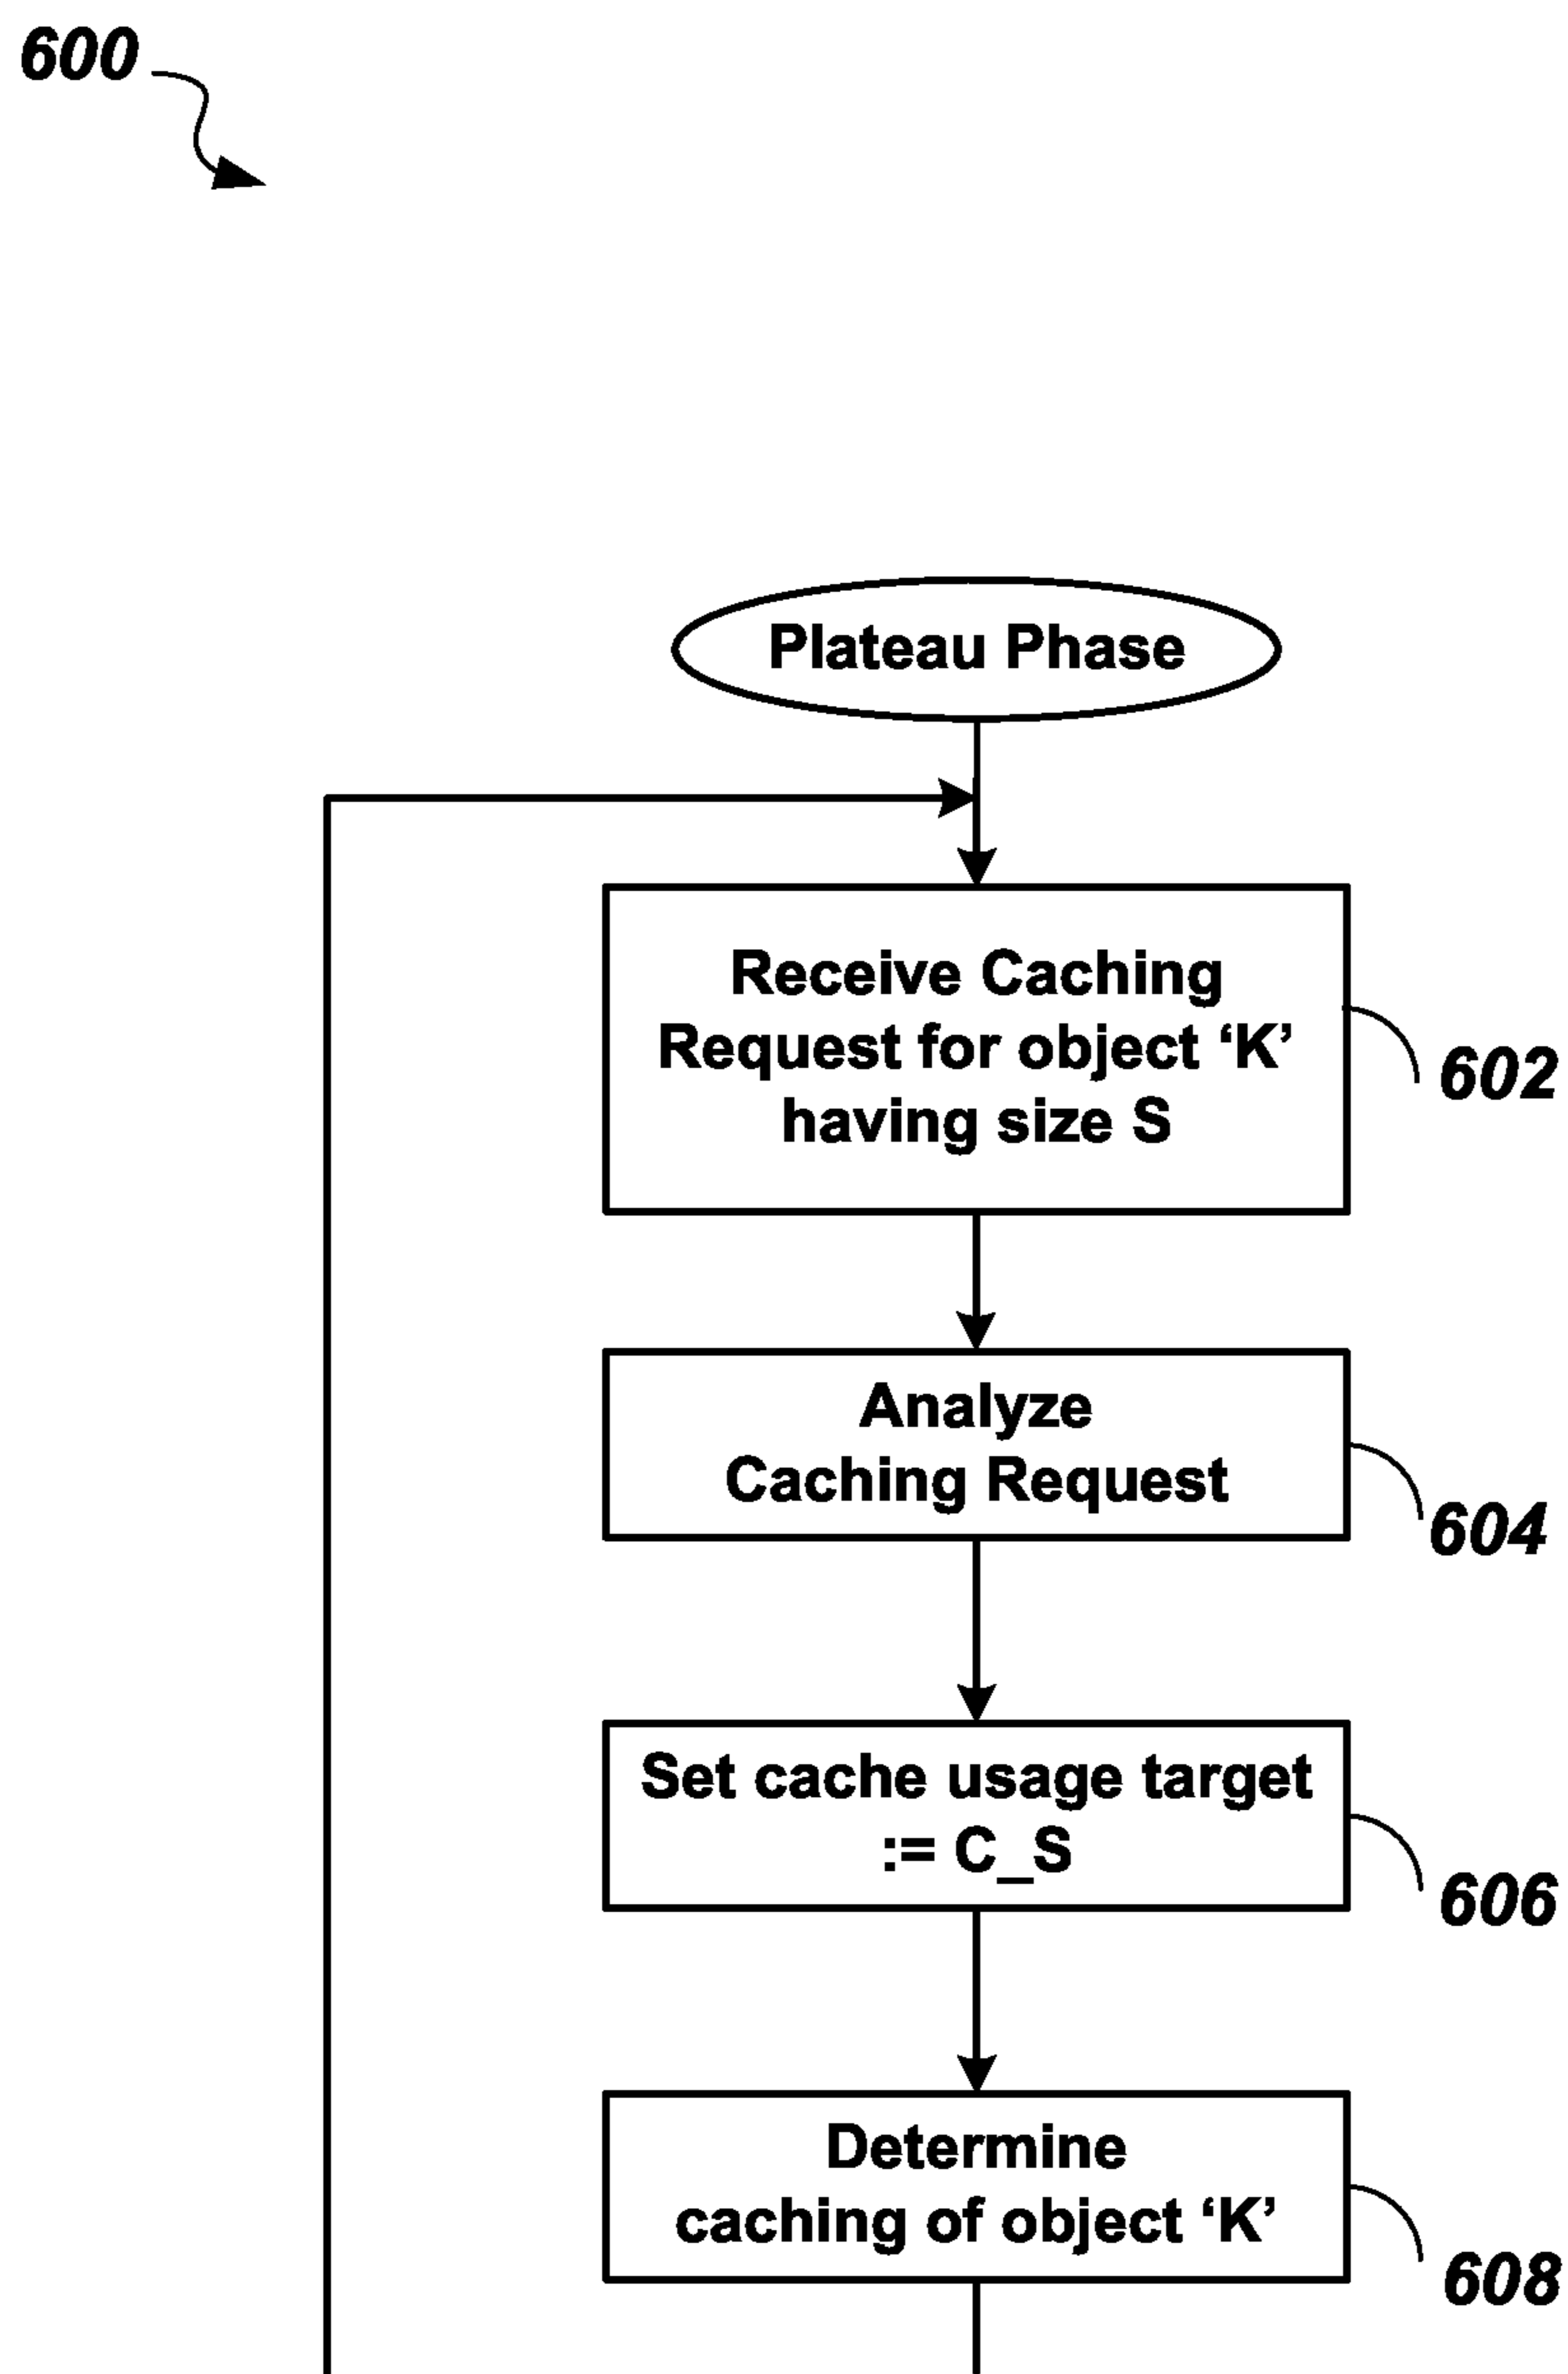 600
Plateau Phase
Receive Caching
Request for object ‘K’
having size S
602
Analyze
Caching Request
604
Set cache usage target
:= C_S
606
Determine
caching of object ‘K’
608